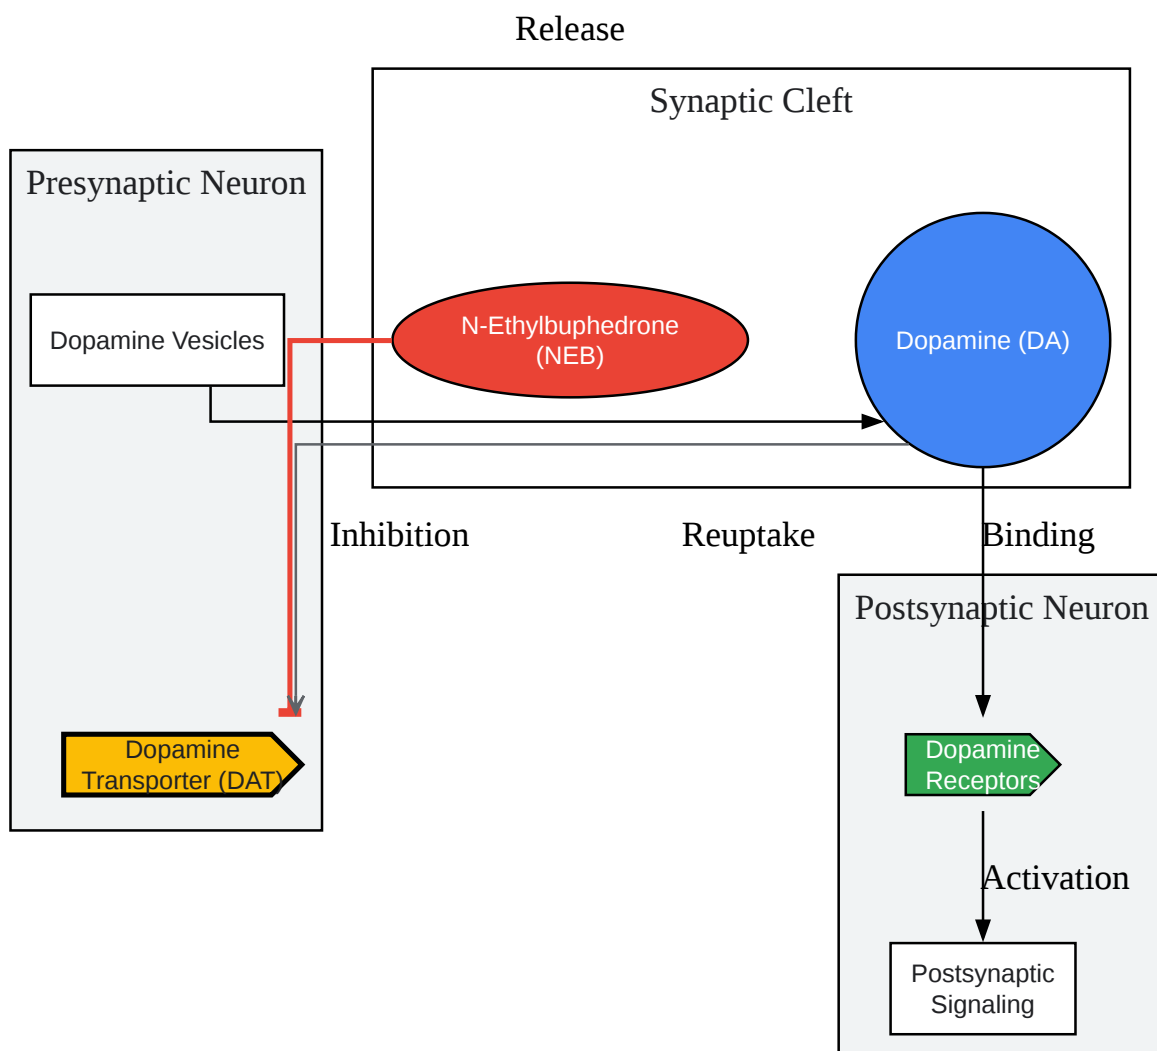 Release
Synaptic Cleft
Presynaptic Neuron
Dopamine Vesicles
N-Ethylbuphedrone
(NEB)
Dopamine (DA)
Inhibition
Reuptake
Binding
Postsynaptic Neuron
Dopamine
Transporter (DAT)
Dopamine
Receptors
Activation
Postsynaptic
Signaling